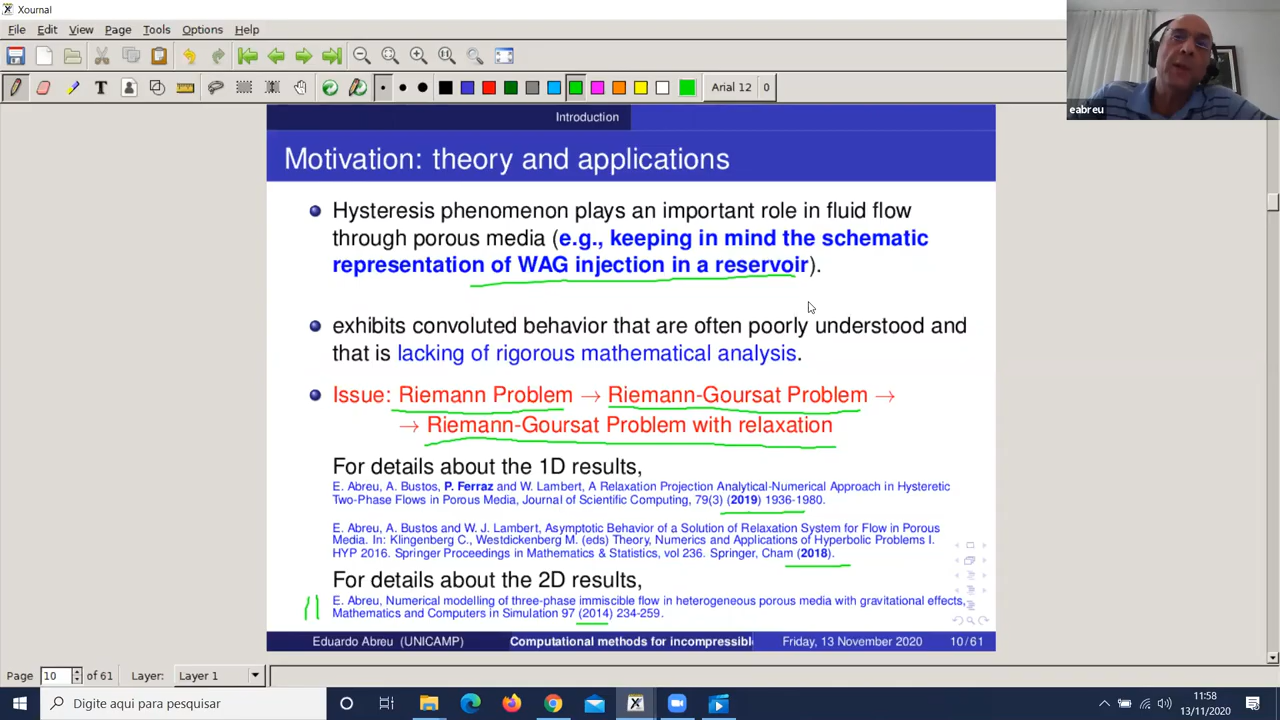 Xournal
File Edit View Page Tools Options Help
Arial 12 0
eabreu
Introduction
Motivation: theory and applications
Hysteresis phenomenon plays an important role in fluid flow
through porous media (e.g., keeping in mind the schematic
representation of WAG injection in a reservoir).
exhibits convoluted behavior that are often poorly understood and
that is lacking of rigorous mathematical analysis.
Issue: Riemann Problem → Riemann-Goursat Problem →
→ Riemann-Goursat Problem with relaxation
For details about the 1D results,
E. Abreu, A. Bustos, P. Ferraz and W. Lambert, A Relaxation Projection Analytical-Numerical Approach in Hysteretic
Two-Phase Flows in Porous Media, Journal of Scientific Computing, 79(3) (2019) 1936-1980.
E. Abreu, A. Bustos and W. J. Lambert, Asymptotic Behavior of a Solution of Relaxation System for Flow in Porous
Media. In: Klingenberg C., Westdickenberg M. (eds) Theory, Numerics and Applications of Hyperbolic Problems I.
HYP 2016. Springer Proceedings in Mathematics & Statistics, vol 236. Springer, Cham (2018).
For details about the 2D results,
E. Abreu, Numerical modelling of three-phase immiscible flow in heterogeneous porous media with gravitational effects,
Mathematics and Computers in Simulation 97 (2014) 234-259.
Eduardo Abreu (UNICAMP) Computational methods for incompressibl Friday, 13 November 2020 10/61
Page 10 of 61 Layer: Layer 1
Digite aqui para pesquisar
11:58
13/11/2020